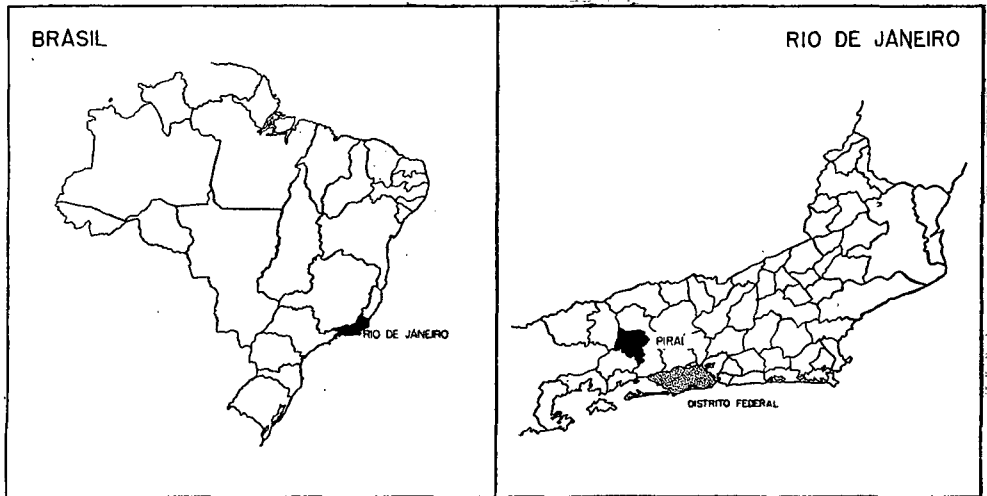 BRASIL
RIO DE JANEIRO
RIO DE JANEIRO
PIRAÍ
DISTRITO FEDERAL